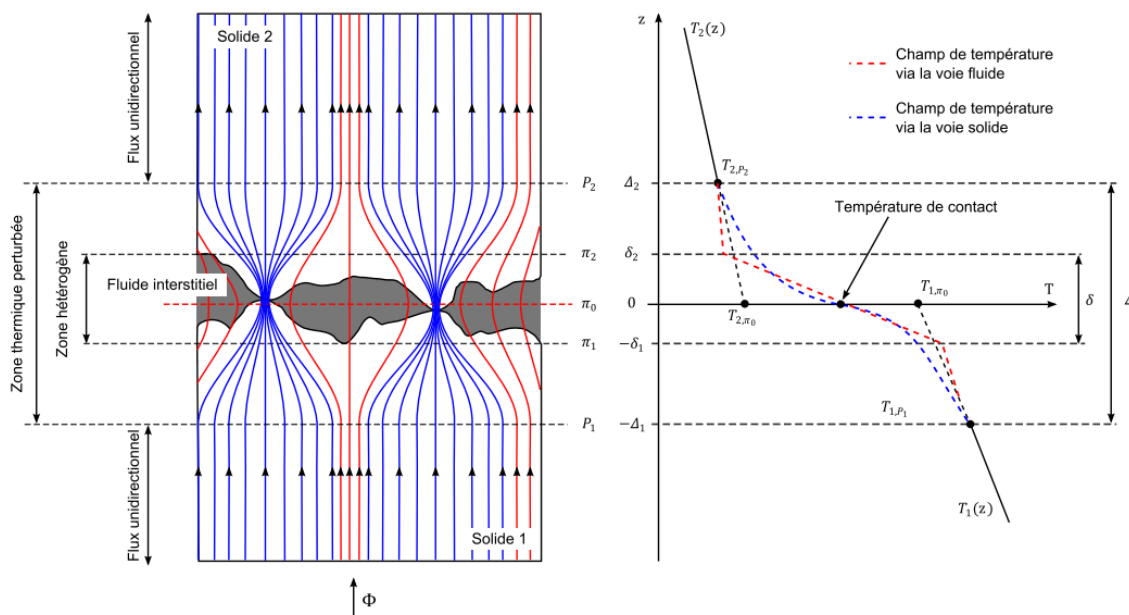 Flux unidirectionnel
Zone thermique perturbée
Zone hétérogène
Flux unidirectionnel
Solide 2
Fluide interstitiel
Solide 1
Φ
P₂
π₂
π₀
π₁
P₁
z
T₂(z)
Champ de température
via la voie fluide
Champ de température
via la voie solide
T₂,P₂
Δ₂
Température de contact
δ₂
T₁,π₀
T
0
T₂,π₀
δ
Δ
-δ₁
T₁,P₁
-Δ₁
T₁(z)